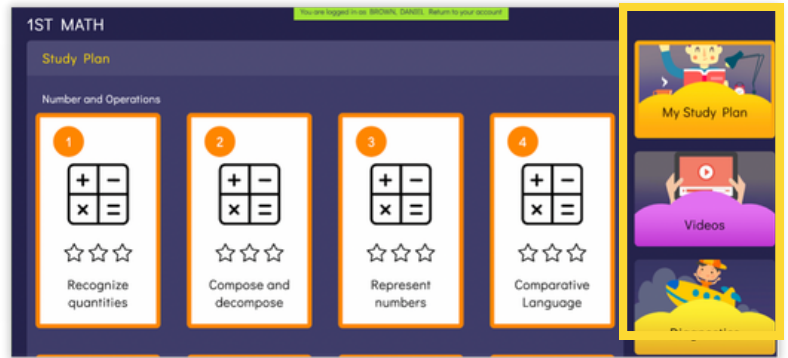 You are logged in as BROWN, DANIEL Return to your account
1ST MATH
Study Plan
Number and Operations
1
2
3
4
+ −
× =
+ −
× =
+ −
× =
+ −
× =
Recognize
quantities
Compose and
decompose
Represent
numbers
Comparative
Language
My Study Plan
Videos